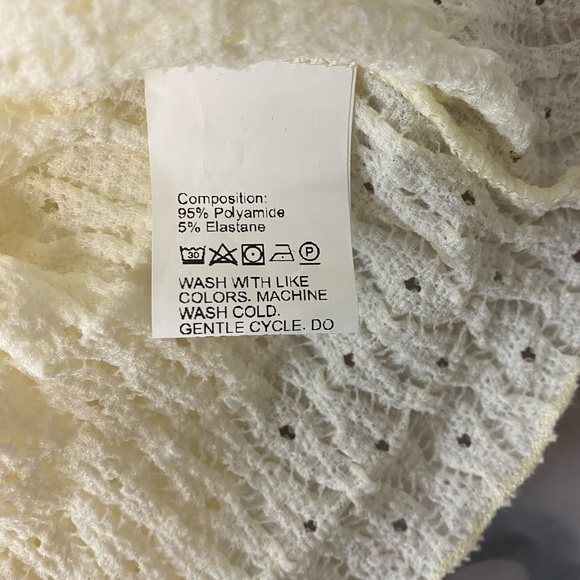 Composition:
95% Polyamide
5% Elastane
30 P
WASH WITH LIKE
COLORS. MACHINE
WASH COLD.
GENTLE CYCLE. DO